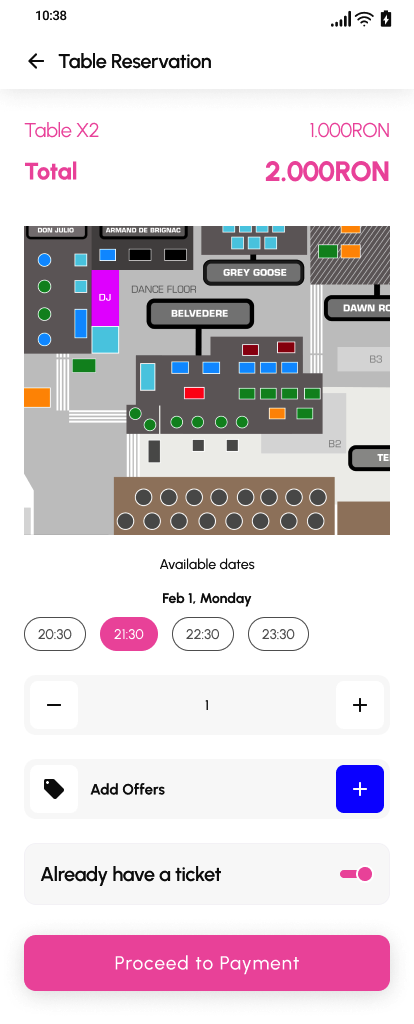 10:38
Table Reservation
Table X2 1.000RON
Total 2.000RON
DON JULIO ARMANDO DE BRIGNAC
GREY GOOSE
DJ
DANCE FLOOR
BELVEDERE
DAWN RO
B3
B2
TE
Available dates
Feb 1, Monday
20:30 21:30 22:30 23:30
1
Add Offers
Already have a ticket
Proceed to Payment